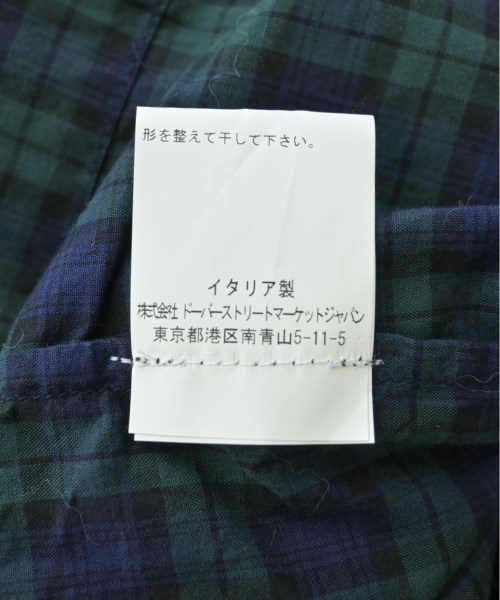 形を整えて干して下さい。
イタリア製
株式会社 ドーバーストリートマーケットジャパン
東京都港区南青山5-11-5